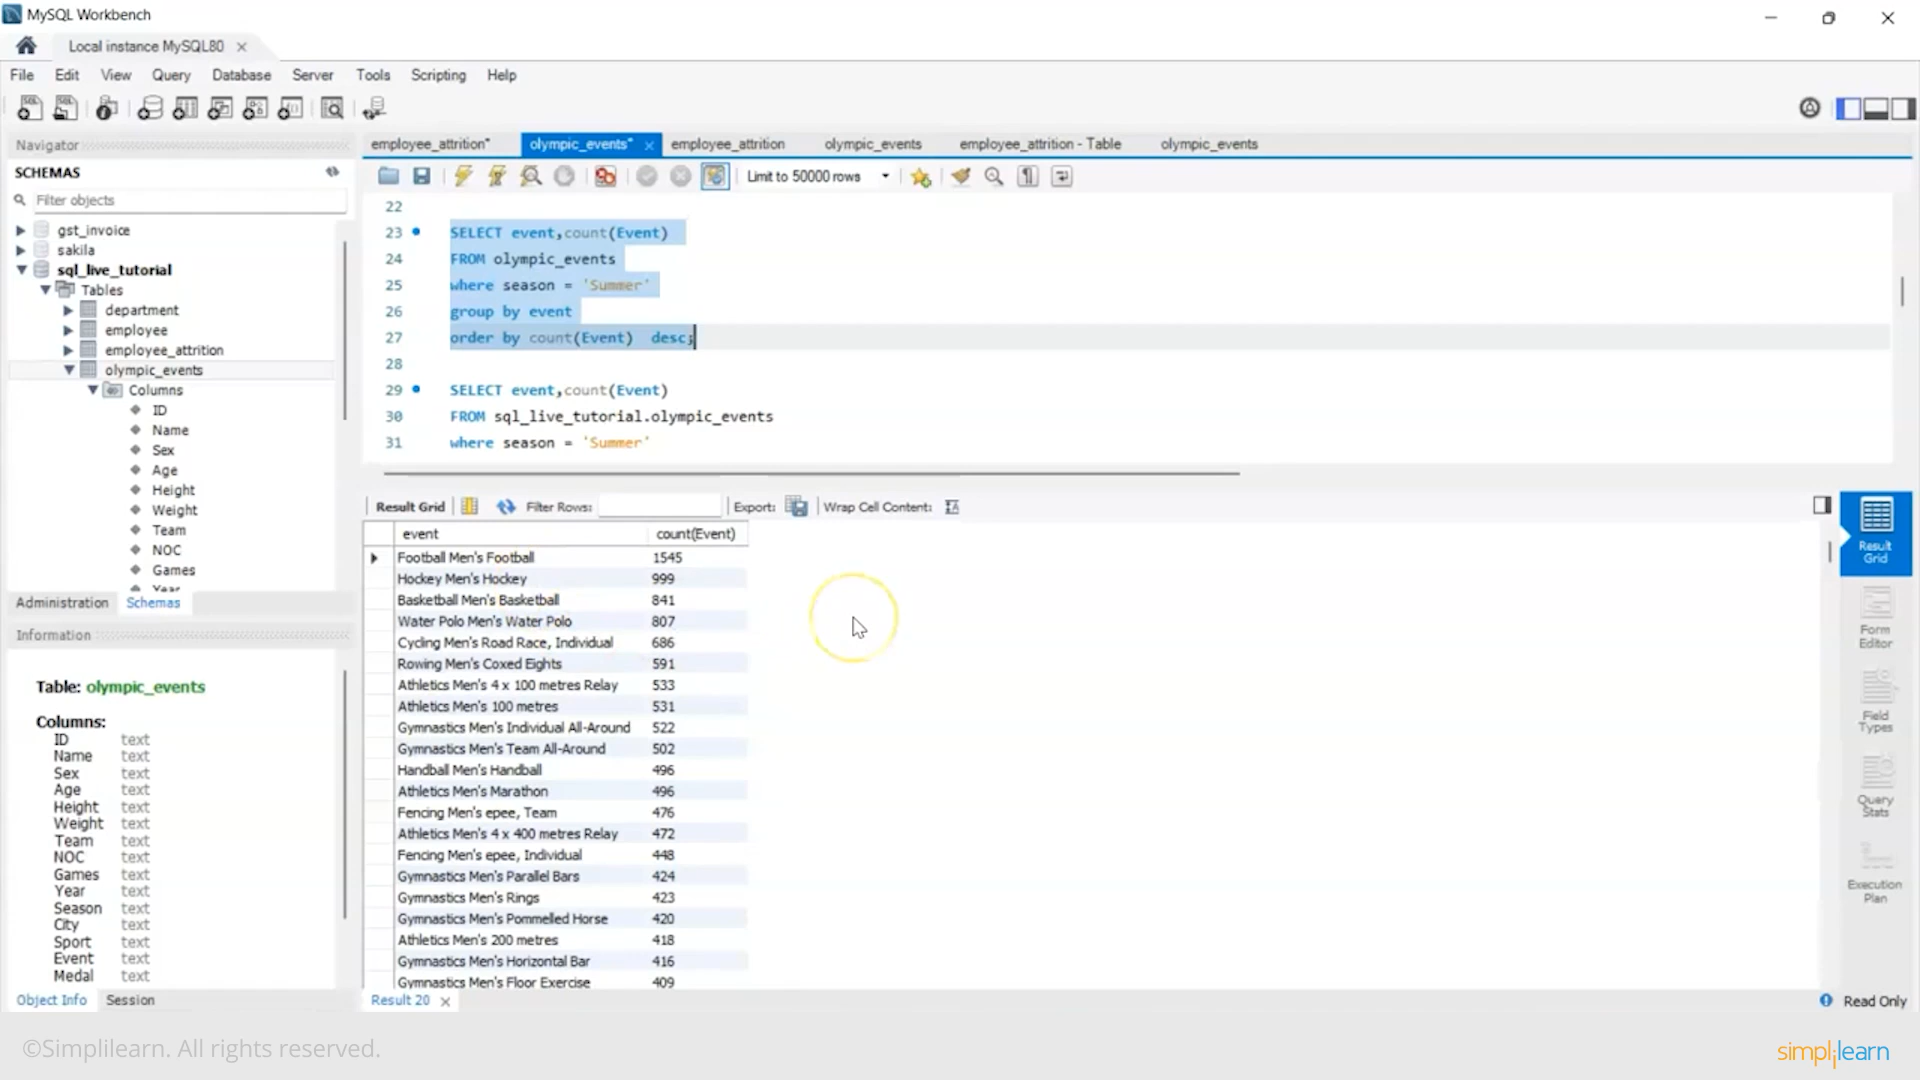 MySQL Workbench
Local instance MySQL80
File Edit View Query Database Server Tools Scripting Help
Navigator
SCHEMAS
Filter objects
gst_invoice
sakila
sql_live_tutorial
Tables
department
employee
employee_attrition
olympic_events
Columns
ID
Name
Sex
Age
Height
Weight
Team
NOC
Games
Year
Administration Schemas
Information
Table: olympic_events
Columns:
ID text
Name text
Sex text
Age text
Height text
Weight text
Team text
NOC text
Games text
Year text
Season text
City text
Sport text
Event text
Medal text
Object Info Session
employee_attrition* olympic_events* employee_attrition olympic_events employee_attrition - Table olympic_events
Limit to 50000 rows
22
23 SELECT event,count(Event)
24 FROM olympic_events
25 where season = 'Summer'
26 group by event
27 order by count(Event) desc;
28
29 SELECT event,count(Event)
30 FROM sql_live_tutorial.olympic_events
31 where season = 'Summer'
Result Grid Filter Rows: Export: Wrap Cell Content:
event count(Event)
Football Men's Football 1545
Hockey Men's Hockey 999
Basketball Men's Basketball 841
Water Polo Men's Water Polo 807
Cycling Men's Road Race, Individual 686
Rowing Men's Coxed Eights 591
Athletics Men's 4 x 100 metres Relay 533
Athletics Men's 100 metres 531
Gymnastics Men's Individual All-Around 522
Gymnastics Men's Team All-Around 502
Handball Men's Handball 496
Athletics Men's Marathon 496
Fencing Men's epee, Team 476
Athletics Men's 4 x 400 metres Relay 472
Fencing Men's epee, Individual 448
Gymnastics Men's Parallel Bars 424
Gymnastics Men's Rings 423
Gymnastics Men's Pommelled Horse 420
Athletics Men's 200 metres 418
Gymnastics Men's Horizontal Bar 416
Gymnastics Men's Floor Exercise 409
Result 20
Result
Grid
Form
Editor
Field
Types
Query
Stats
Execution
Plan
Read Only
©Simplilearn. All rights reserved.
simplilearn